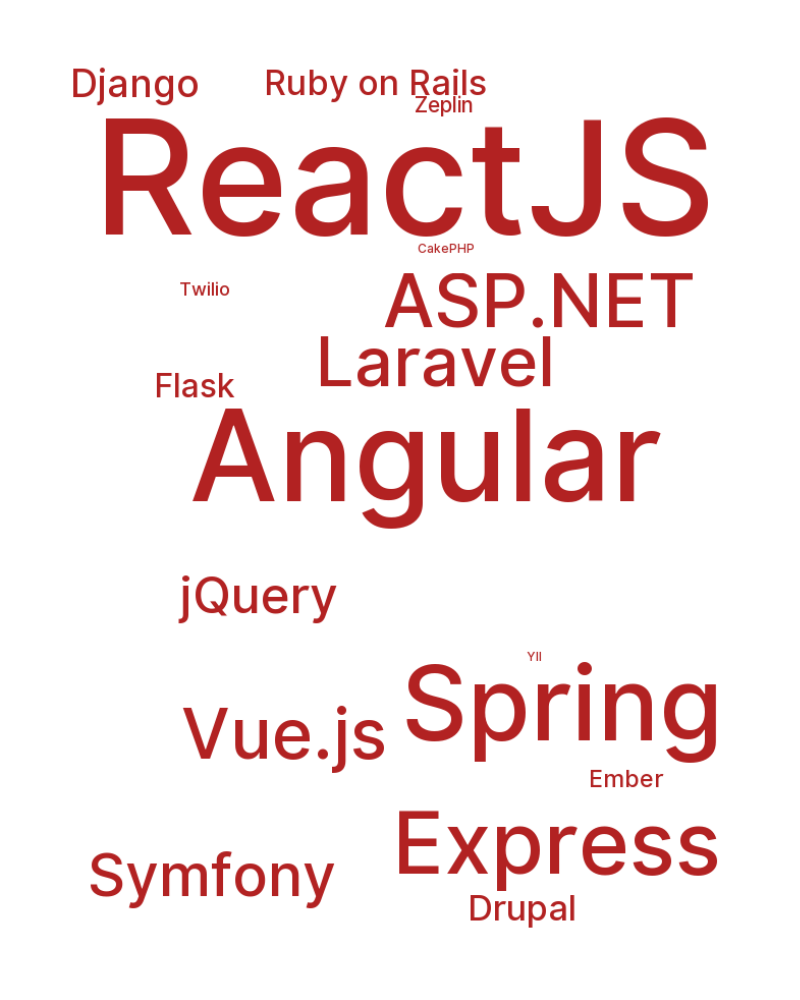 Django
Ruby on Rails
Zeplin
ReactJS
CakePHP
Twilio
ASP.NET
Laravel
Flask
Angular
jQuery
YII
Spring
Vue.js
Ember
Express
Symfony
Drupal